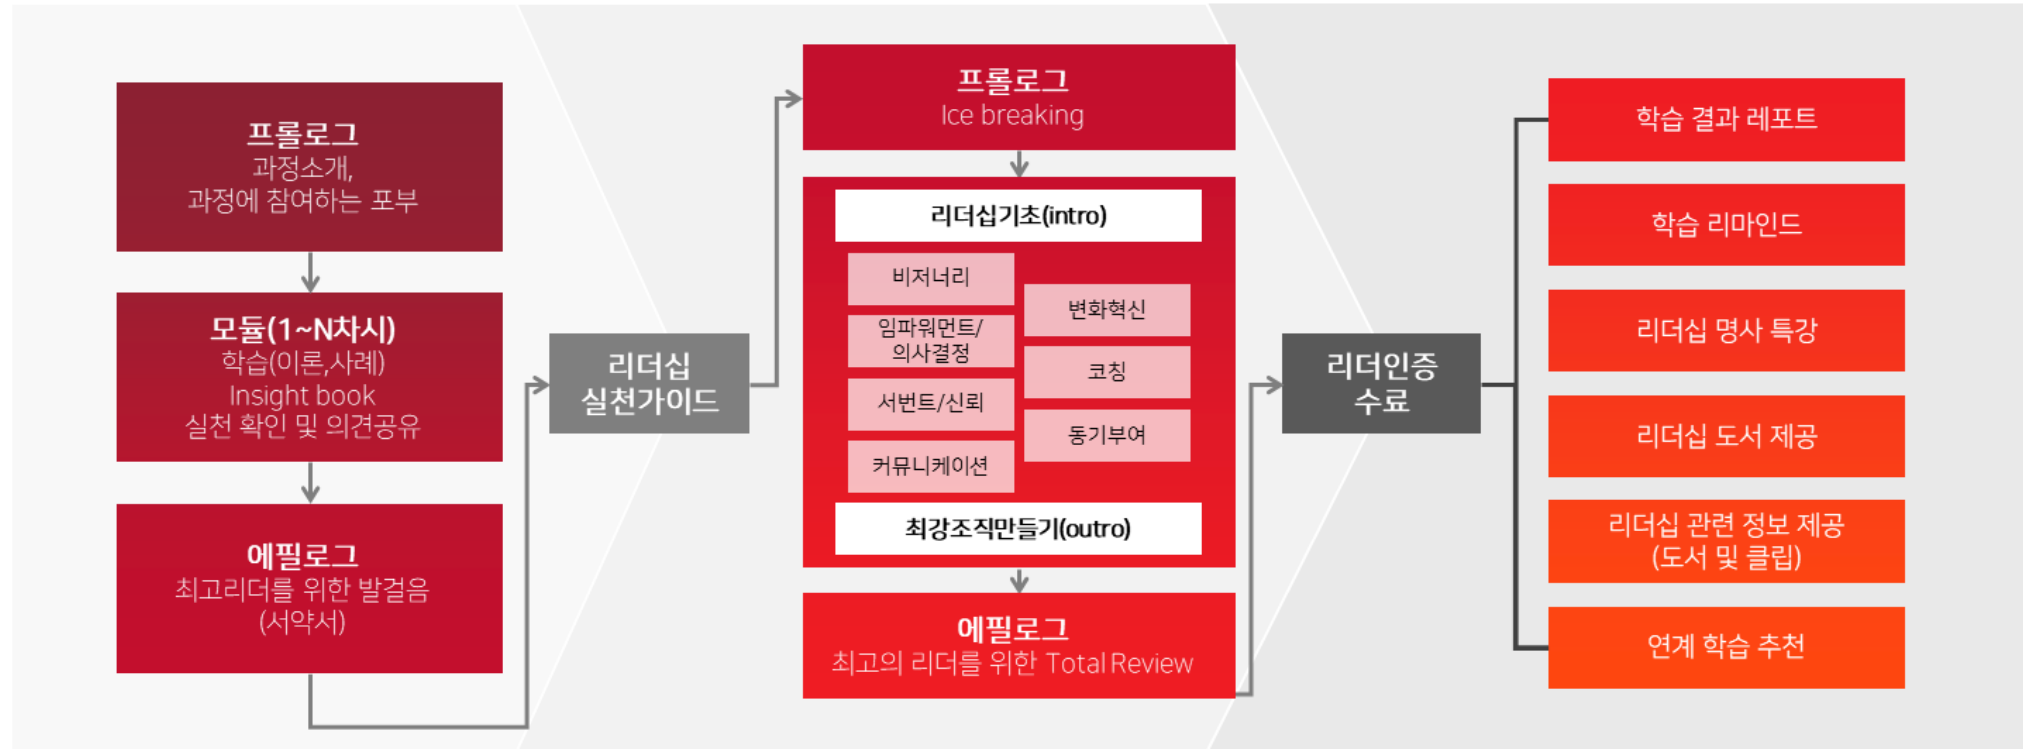 프롤로그
과정소개,
과정에 참여하는 포부
모듈(1~N차시)
학습(이론,사례)
Insight book
실천 확인 및 의견공유
에필로그
최고리더를 위한 발걸음
(서약서)
리더십
실천가이드
프롤로그
Ice breaking
리더십기초(intro)
비저너리
임파워먼트/
의사결정
서번트/신뢰
커뮤니케이션
변화혁신
코칭
동기부여
최강조직만들기(outro)
에필로그
최고의 리더를 위한 Total Review
리더인증
수료
학습 결과 레포트
학습 리마인드
리더십 명사 특강
리더십 도서 제공
리더십 관련 정보 제공
(도서 및 클립)
연계 학습 추천